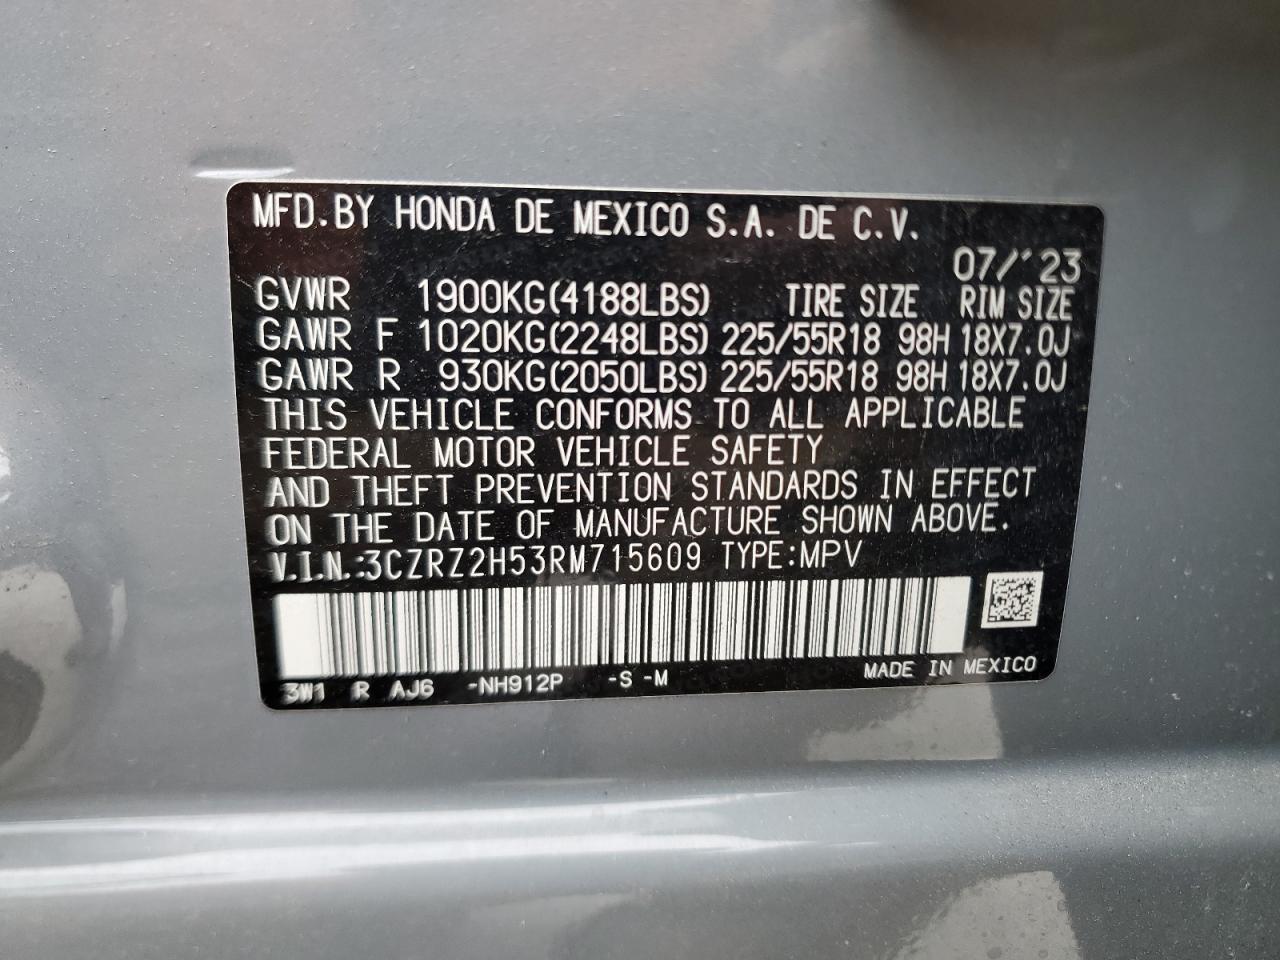 MFD.BY HONDA DE MEXICO S.A. DE C.V.
07/'23
GVWR 1900KG(4188LBS) TIRE SIZE RIM SIZE
GAWR F 1020KG(2248LBS) 225/55R18 98H 18X7.0J
GAWR R 930KG(2050LBS) 225/55R18 98H 18X7.0J
THIS VEHICLE CONFORMS TO ALL APPLICABLE
FEDERAL MOTOR VEHICLE SAFETY
AND THEFT PREVENTION STANDARDS IN EFFECT
ON THE DATE OF MANUFACTURE SHOWN ABOVE.
V.I.N.:3CZRZ2H53RM715609 TYPE:MPV
3W1 R AJ6 -NH912P -S -M MADE IN MEXICO